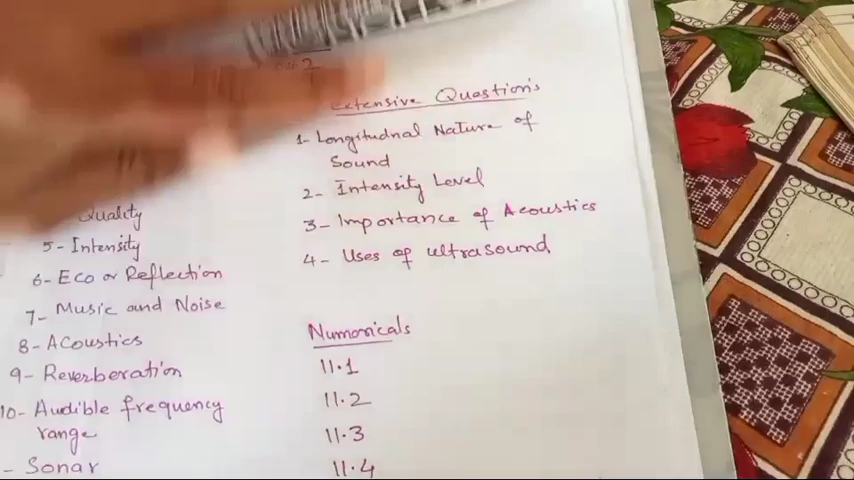 Quality
5- Intensity
6- Eco or Reflection
7- Music and Noise
8- Acoustics
9- Reverberation
10- Audible frequency
range
- Sonar
2
Extensive Question's
1- Longitudnal Nature of
Sound
2- Intensity Level
3- Importance of Acoustics
4- Uses of ultrasound
Numericals
11.1
11.2
11.3
11.4